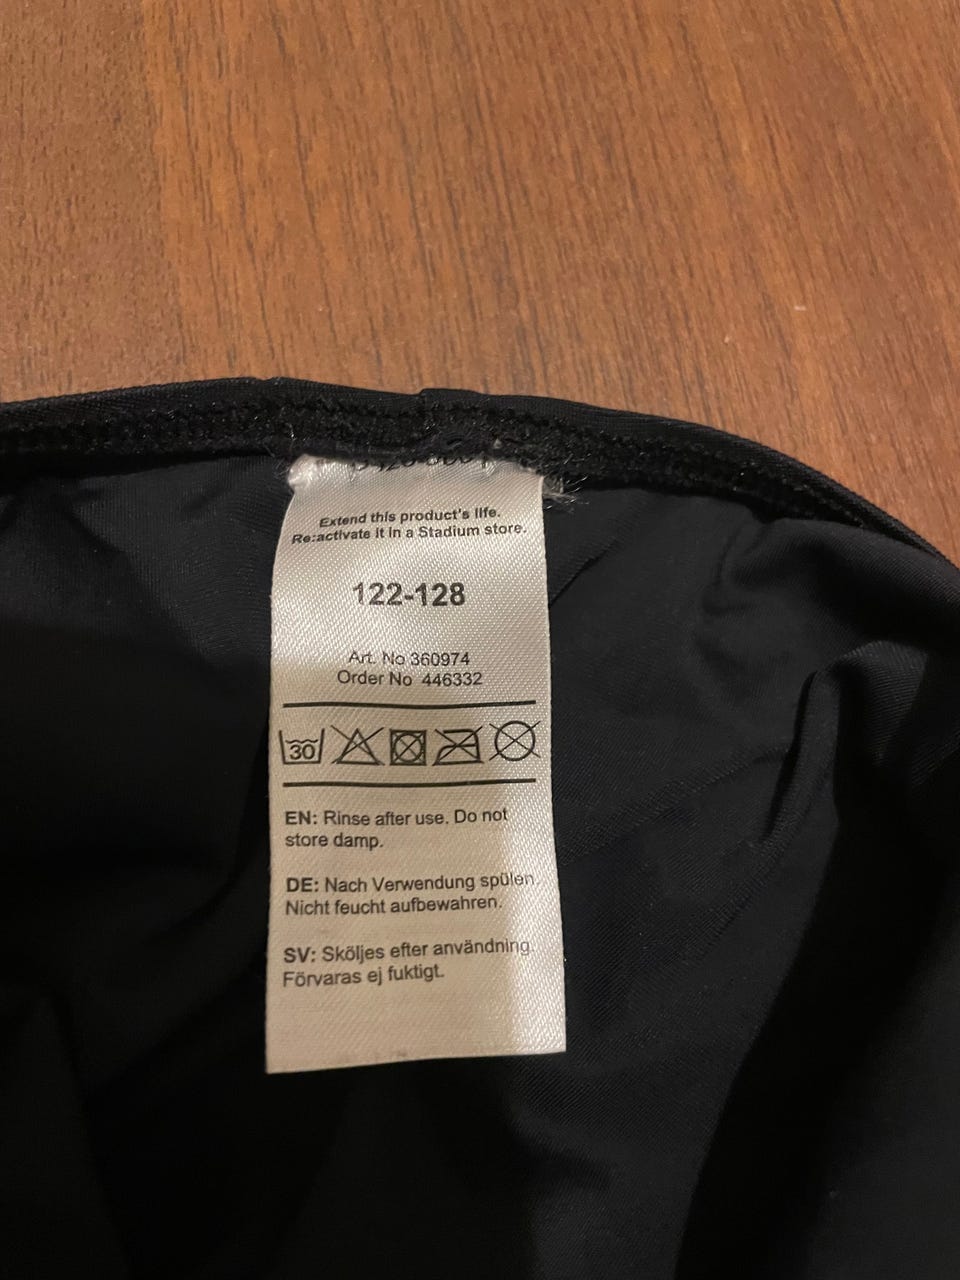 Extend this product's life.
Re:activate it in a Stadium store.
122-128
Art. No 360974
Order No 446332
30
EN: Rinse after use. Do not
store damp.
DE: Nach Verwendung spülen.
Nicht feucht aufbewahren.
SV: Sköljes efter användning.
Förvaras ej fuktigt.